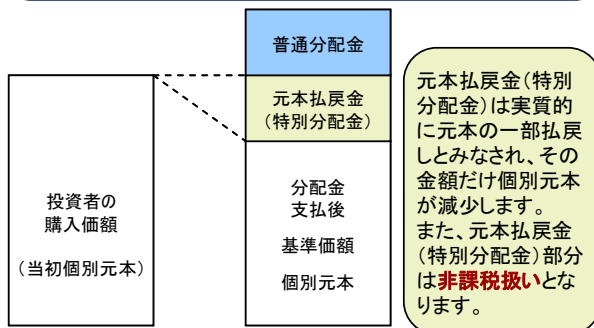 普通分配金
元本払戻金
(特別分配金)
投資者の
購入価額
(当初個別元本)
分配金
支払後
基準価額
個別元本
元本払戻金(特別
分配金)は実質的
に元本の一部払戻
しとみなされ、その
金額だけ個別元本
が減少します。
また、元本払戻金
(特別分配金)部分
は非課税扱いとな
ります。